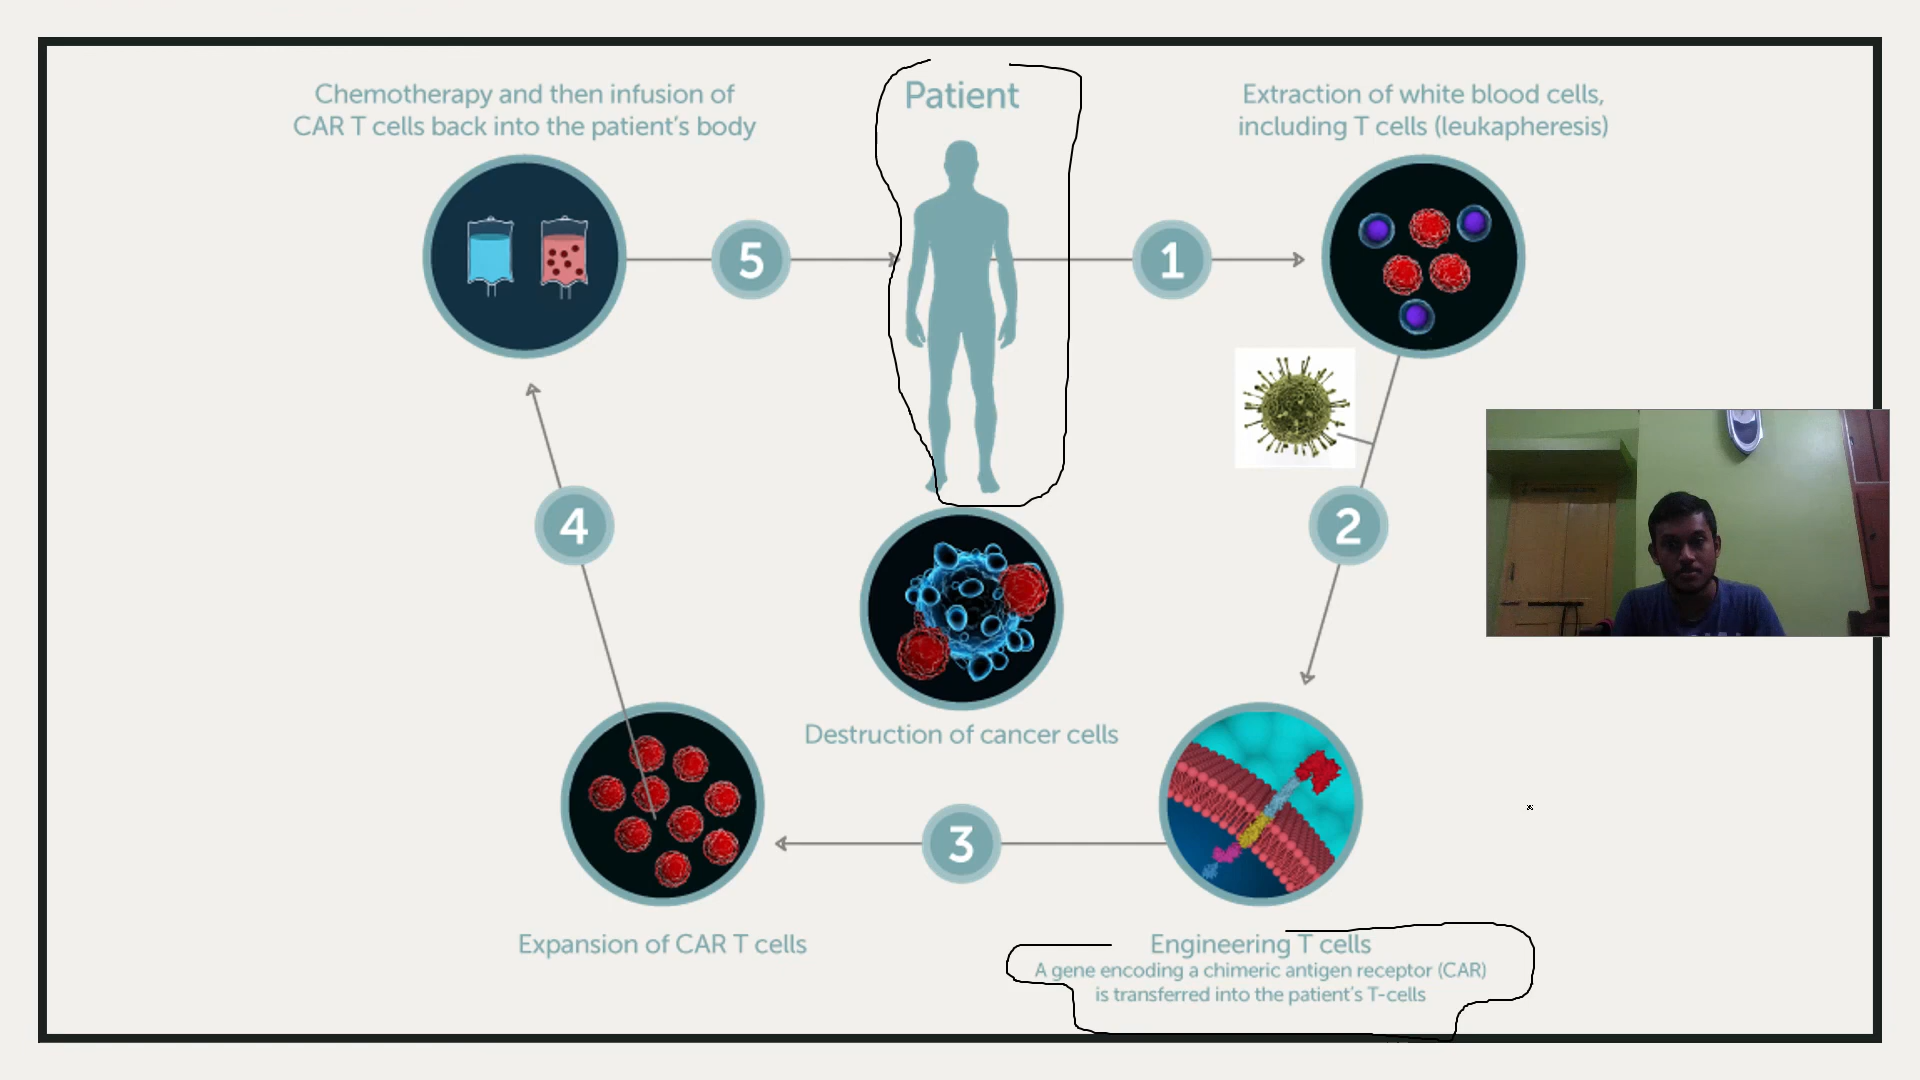 Chemotherapy and then infusion of
CAR T cells back into the patient's body
Patient
Extraction of white blood cells,
including T cells (leukapheresis)
5
1
4
2
Destruction of cancer cells
3
Expansion of CAR T cells
Engineering T cells
A gene encoding a chimeric antigen receptor (CAR)
is transferred into the patient's T-cells